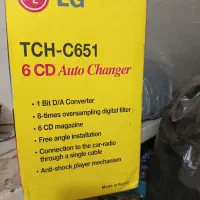 LG
TCH-C651
6 CD Auto Changer
• 1 Bit D/A Converter
• 8-times oversampling digital filter
• 6 CD magazine
• Free angle installation
• Connection to the car-radio
through a single cable
• Anti-shock player mechanism
Made in Korea